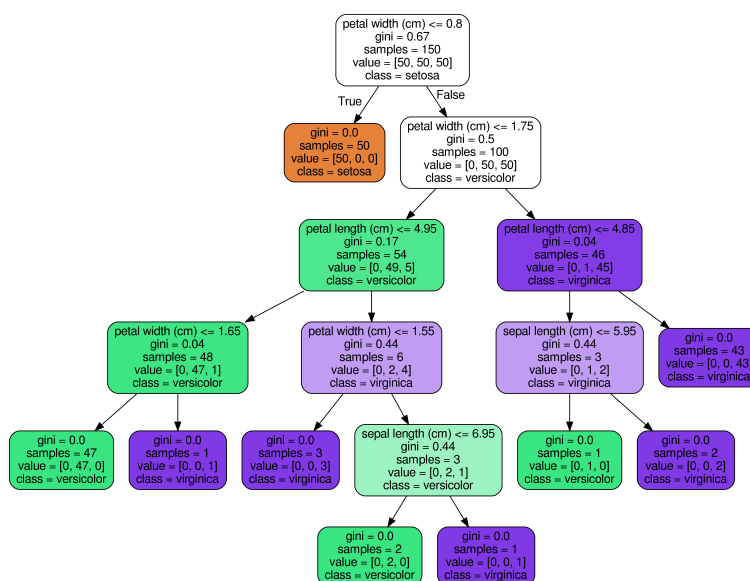 petal width (cm) <= 0.8
gini = 0.67
samples = 150
value = [50, 50, 50]
class = setosa
True
False
gini = 0.0
samples = 50
value = [50, 0, 0]
class = setosa
petal width (cm) <= 1.75
gini = 0.5
samples = 100
value = [0, 50, 50]
class = versicolor
petal length (cm) <= 4.95
gini = 0.17
samples = 54
value = [0, 49, 5]
class = versicolor
petal length (cm) <= 4.85
gini = 0.04
samples = 46
value = [0, 1, 45]
class = virginica
petal width (cm) <= 1.65
gini = 0.04
samples = 48
value = [0, 47, 1]
class = versicolor
petal width (cm) <= 1.55
gini = 0.44
samples = 6
value = [0, 2, 4]
class = virginica
sepal length (cm) <= 5.95
gini = 0.44
samples = 3
value = [0, 1, 2]
class = virginica
gini = 0.0
samples = 43
value = [0, 0, 43]
class = virginica
gini = 0.0
samples = 47
value = [0, 47, 0]
class = versicolor
gini = 0.0
samples = 1
value = [0, 0, 1]
class = virginica
gini = 0.0
samples = 3
value = [0, 0, 3]
class = virginica
sepal length (cm) <= 6.95
gini = 0.44
samples = 3
value = [0, 2, 1]
class = versicolor
gini = 0.0
samples = 1
value = [0, 1, 0]
class = versicolor
gini = 0.0
samples = 2
value = [0, 0, 2]
class = virginica
gini = 0.0
samples = 2
value = [0, 2, 0]
class = versicolor
gini = 0.0
samples = 1
value = [0, 0, 1]
class = virginica